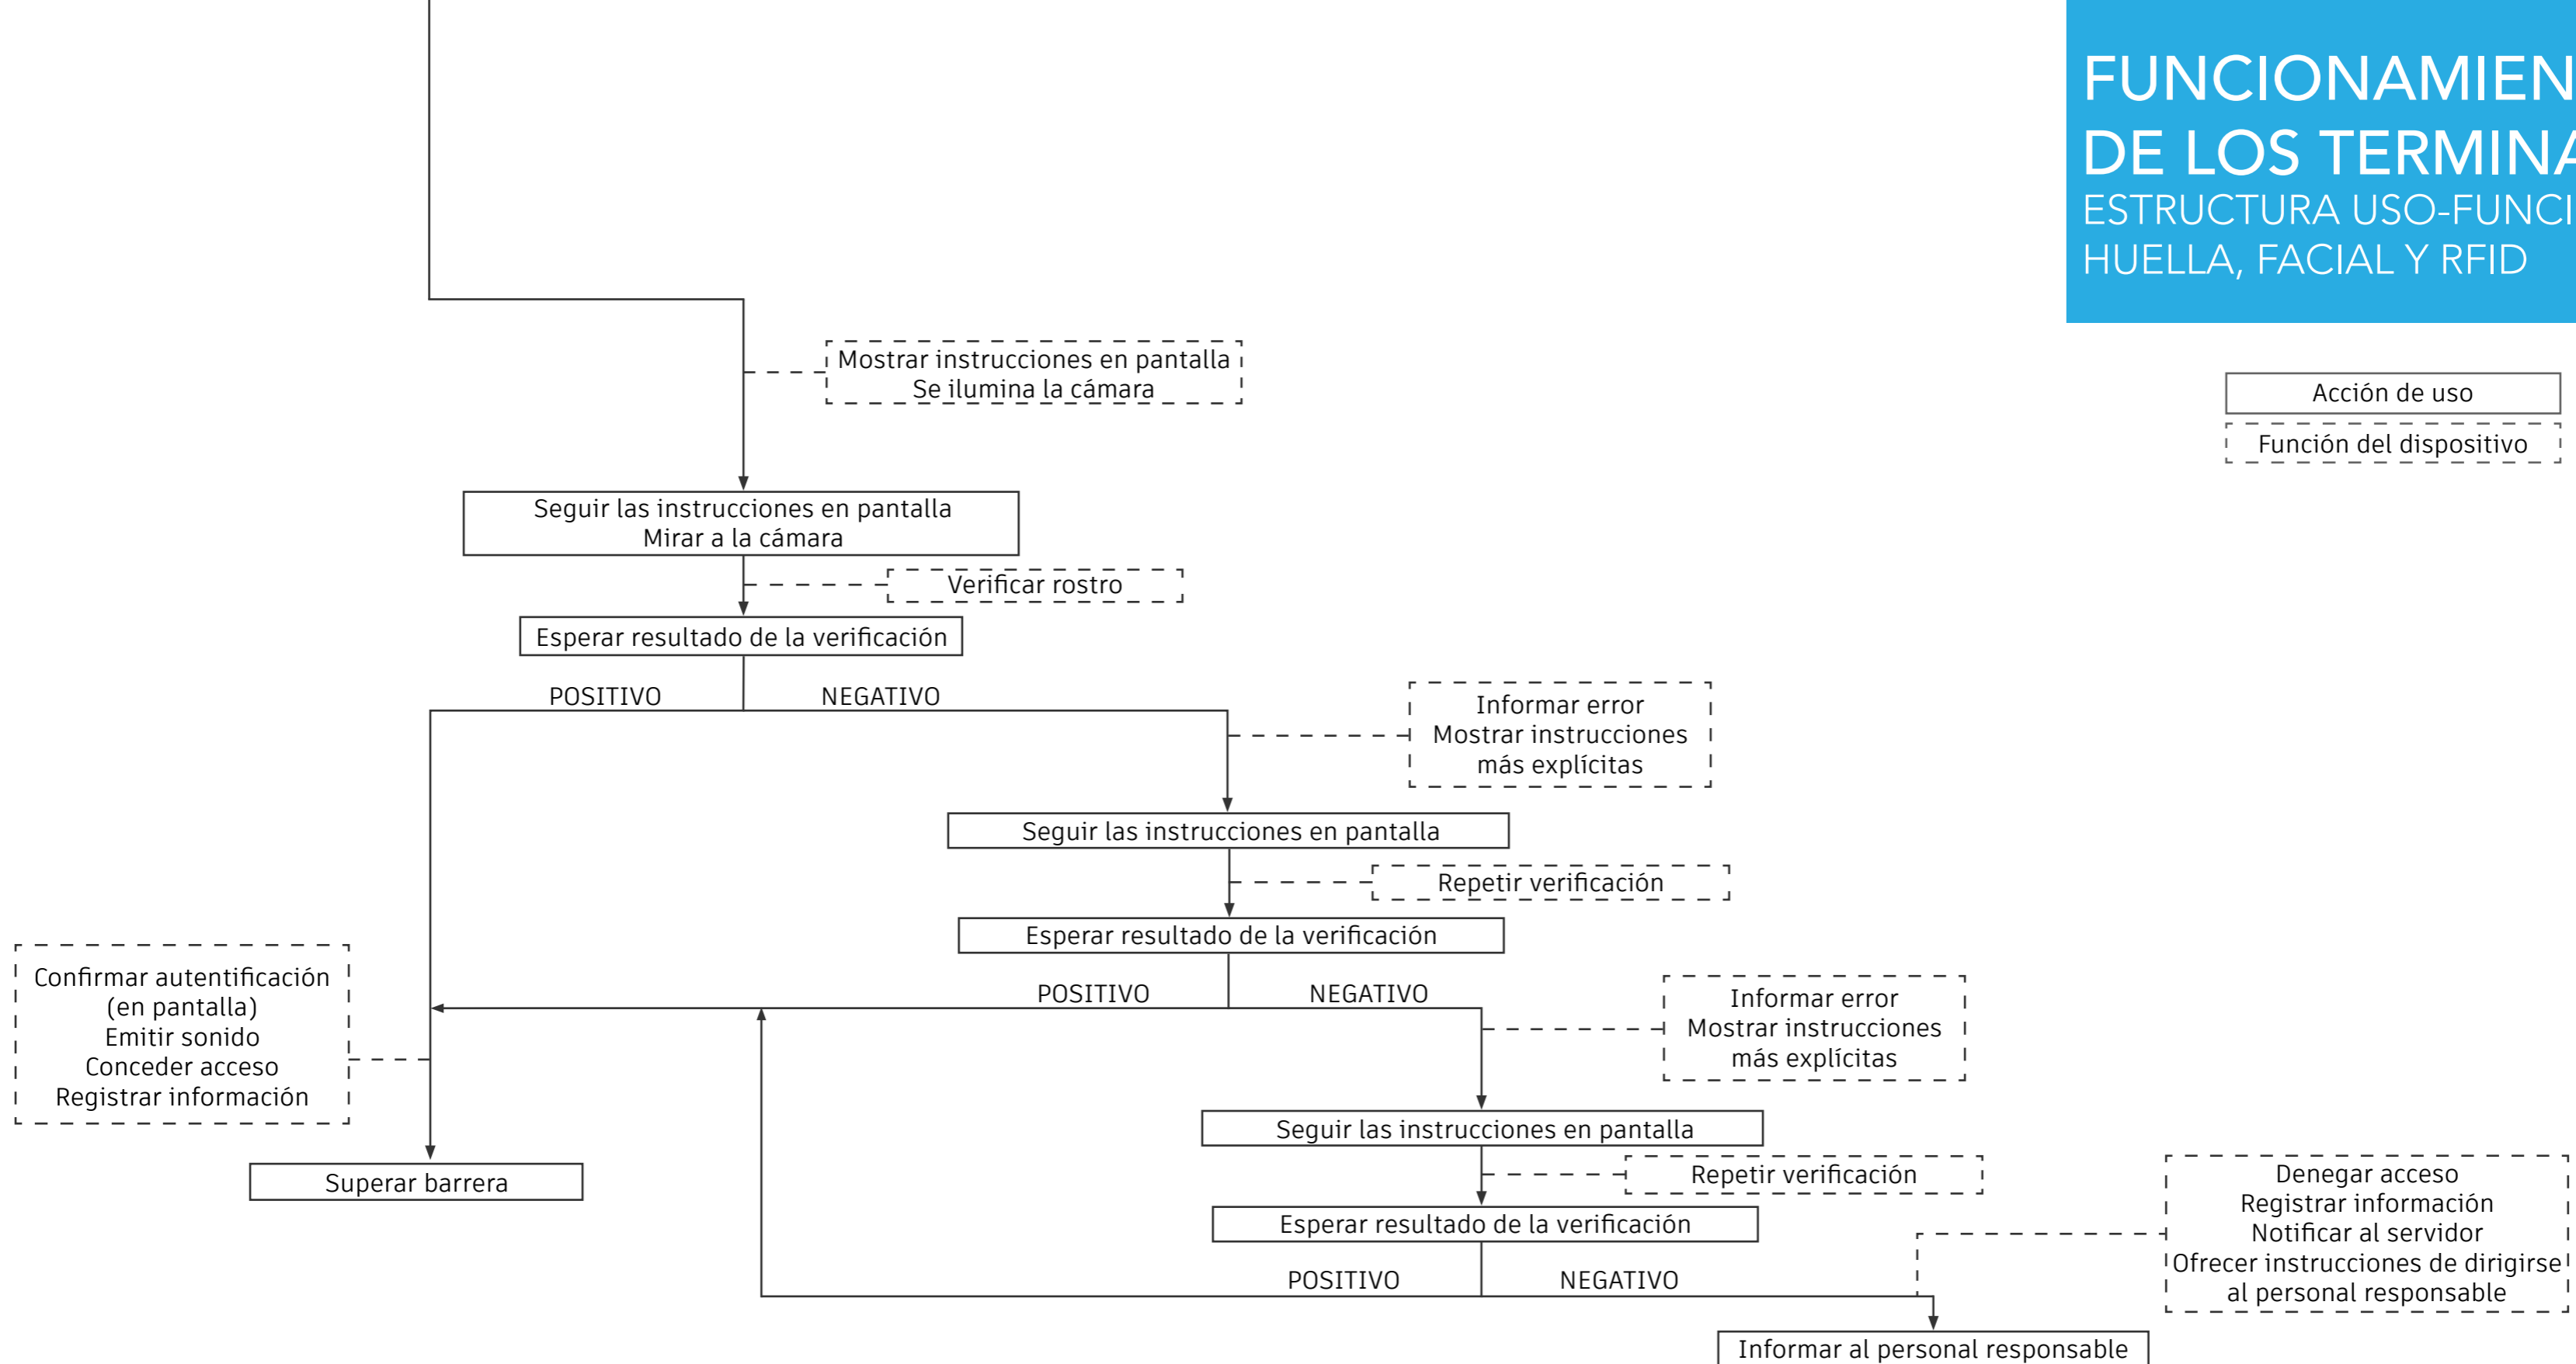 FUNCIONAMIEN
DE LOS TERMINA
ESTRUCTURA USO-FUNCI
HUELLA, FACIAL Y RFID
Mostrar instrucciones en pantalla
Se ilumina la cámara
Acción de uso
Función del dispositivo
Seguir las instrucciones en pantalla
Mirar a la cámara
Verificar rostro
Esperar resultado de la verificación
POSITIVO
NEGATIVO
Informar error
Mostrar instrucciones
más explícitas
Seguir las instrucciones en pantalla
Repetir verificación
Esperar resultado de la verificación
POSITIVO
NEGATIVO
Confirmar autentificación
(en pantalla)
Emitir sonido
Conceder acceso
Registrar información
Informar error
Mostrar instrucciones
más explícitas
Seguir las instrucciones en pantalla
Superar barrera
Repetir verificación
Esperar resultado de la verificación
Denegar acceso
Registrar información
Notificar al servidor
Ofrecer instrucciones de dirigirse
al personal responsable
POSITIVO
NEGATIVO
Informar al personal responsable